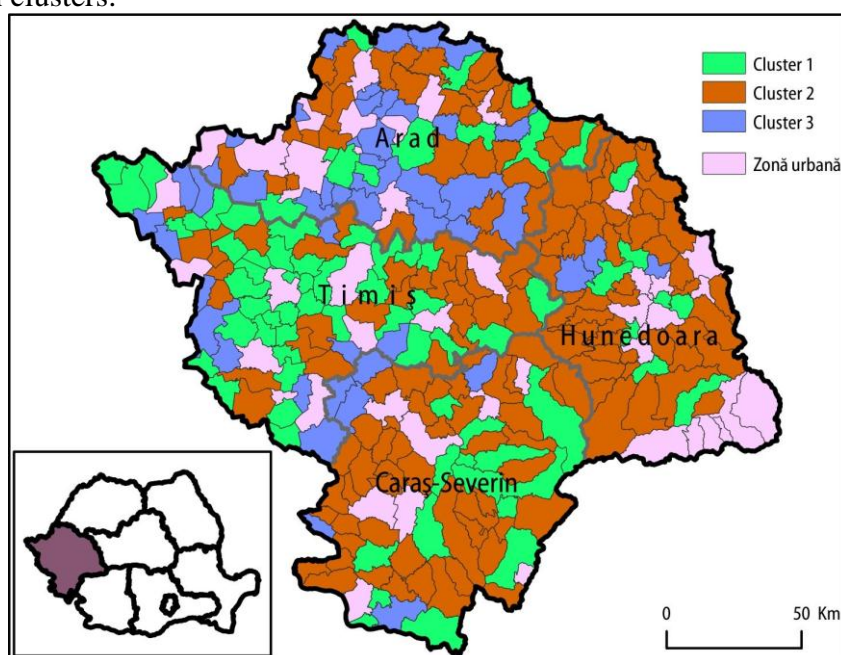 clusters.
Cluster 1
Cluster 2
Cluster 3
Zonă urbană
Arad
Timiș
Hunedoara
Caraș-Severin
0 50 Km